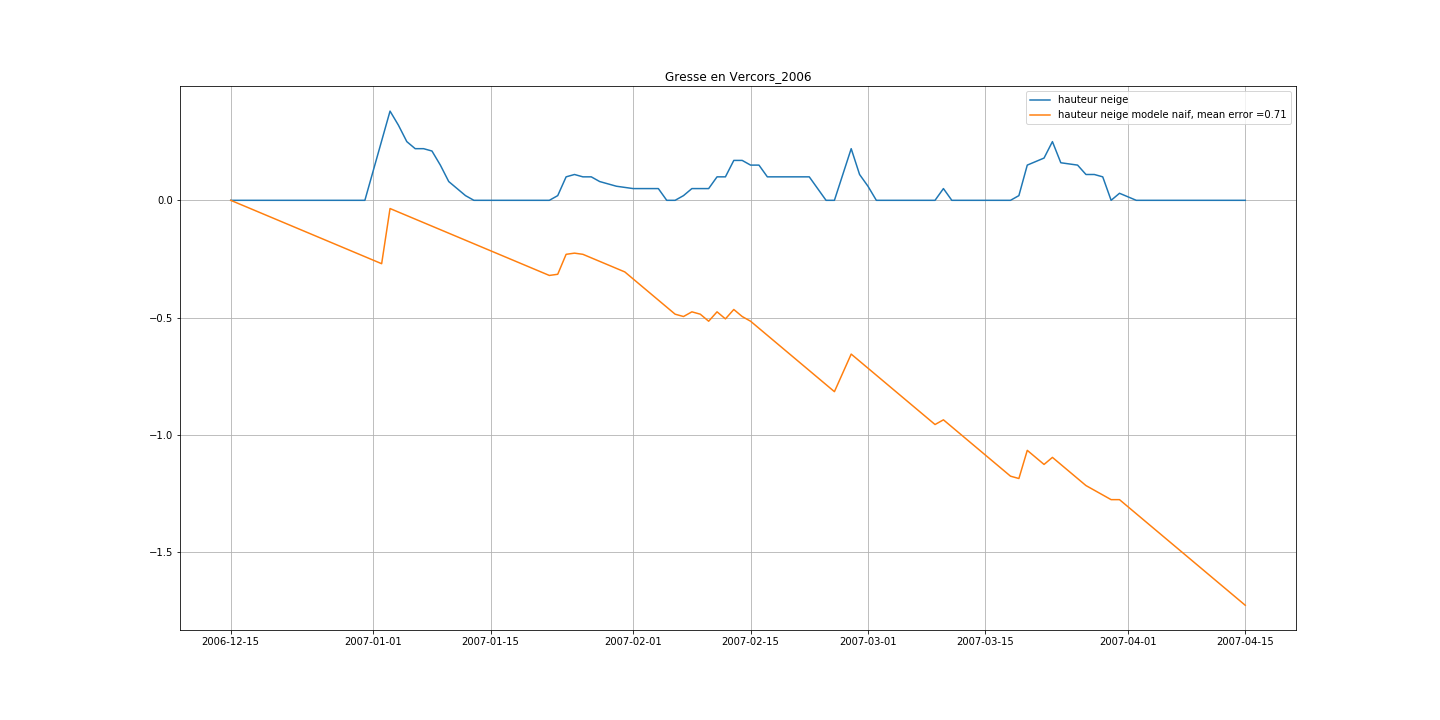 Gresse en Vercors_2006
hauteur neige
hauteur neige modele naif, mean error =0.71
0.0
−0.5
−1.0
−1.5
2006-12-15 2007-01-01 2007-01-15 2007-02-01 2007-02-15 2007-03-01 2007-03-15 2007-04-01 2007-04-15